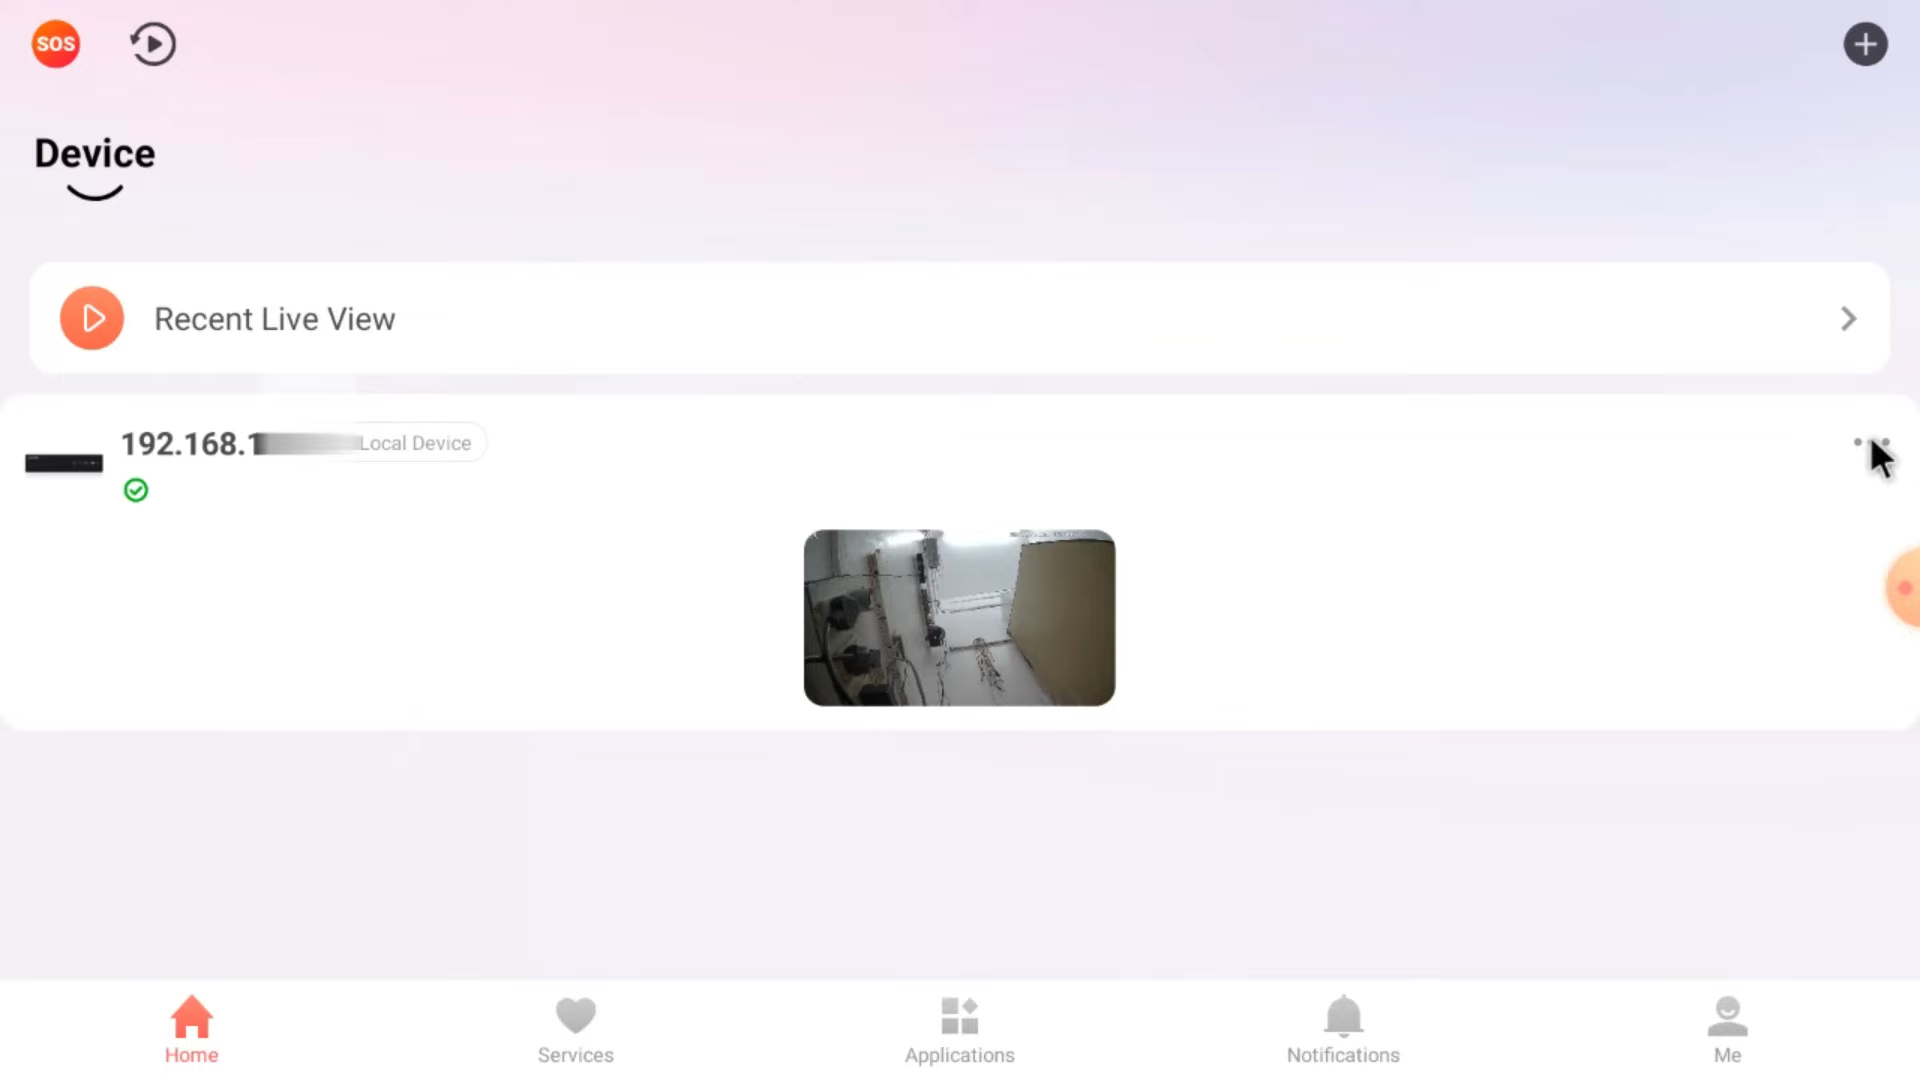 SOS
Device
Recent Live View
192.168.1
Local Device
Home
Services
Applications
Notifications
Me